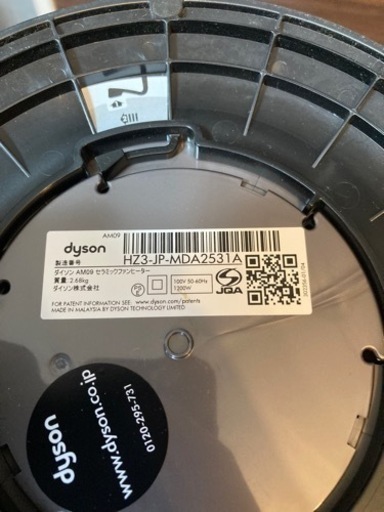 AM09
dyson
製造番号
HZ3-JP-MDA2531A
ダイソン AM09 セラミックファンヒーター
質量: 2.68kg
ダイソン株式会社
PS E
100V 50-60Hz
1200W
JQA
FOR PATENT INFORMATION SEE: www.dyson.com/patents
MADE IN MALAYSIA BY DYSON TECHNOLOGY LIMITED
dyson
www.dyson.co.jp
0120-295-731